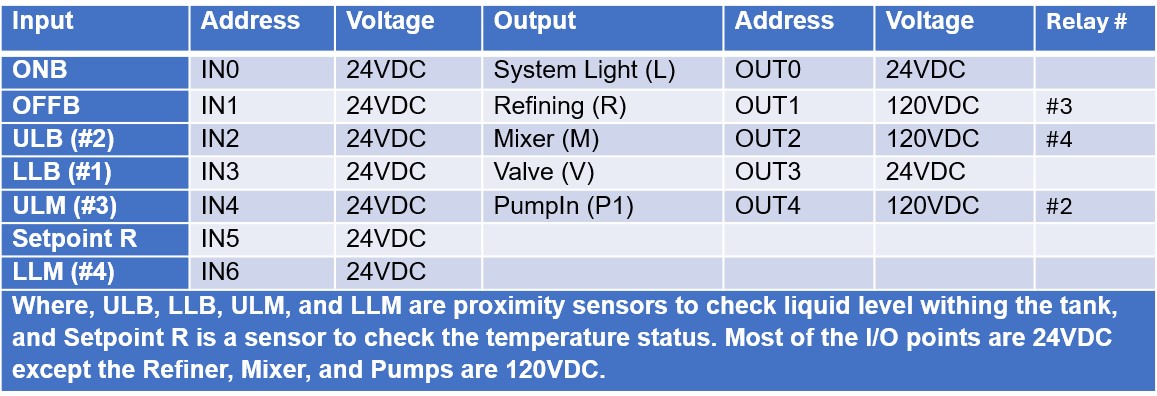 Input Address Voltage Output Address Voltage Relay #
ONB IN0 24VDC System Light (L) OUT0 24VDC
OFFB IN1 24VDC Refining (R) OUT1 120VDC #3
ULB (#2) IN2 24VDC Mixer (M) OUT2 120VDC #4
LLB (#1) IN3 24VDC Valve (V) OUT3 24VDC
ULM (#3) IN4 24VDC PumpIn (P1) OUT4 120VDC #2
Setpoint R IN5 24VDC
LLM (#4) IN6 24VDC
Where, ULB, LLB, ULM, and LLM are proximity sensors to check liquid level withing the tank,
and Setpoint R is a sensor to check the temperature status. Most of the I/O points are 24VDC
except the Refiner, Mixer, and Pumps are 120VDC.